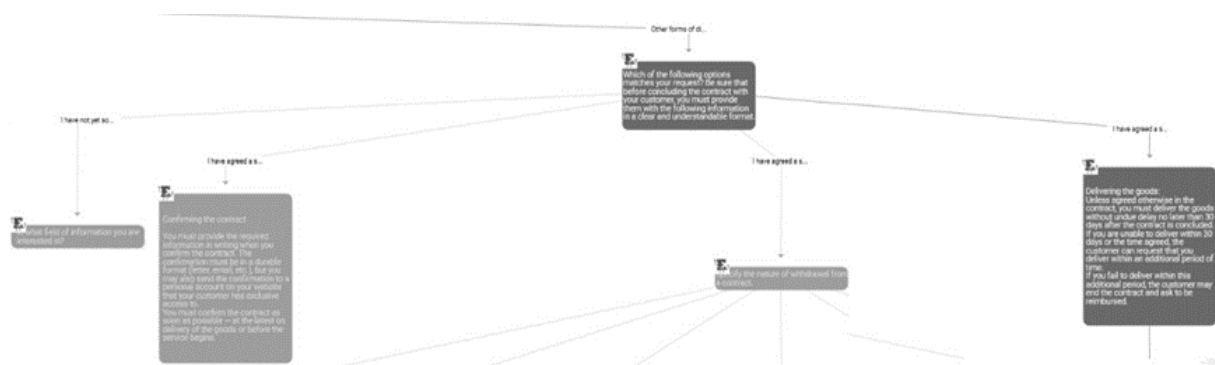 Other forms of di...
Which of the following options
matches your request? Be sure that
before concluding the contract with
your customer, you must provide
them with the following information
in a clear and understandable format.
I have not yet so...
I have agreed a s...
I have agreed a s...
I have agreed a s...
what field of information you are
interested in?
Confirming the contract
You must provide the required
information in writing when you
confirm the contract. The
confirmation must be in a durable
format (letter, email, etc.), but you
may also send the confirmation to a
personal account on your website
that your customer has exclusive
access to.
You must confirm the contract as
soon as possible – at the latest on
delivery of the goods or before the
service begins.
the nature of withdrawal from
a contract.
Delivering the goods:
Unless agreed otherwise in the
contract, you must deliver the goods
without undue delay no later than 30
days after the contract is concluded.
If you are unable to deliver within 30
days or the time agreed, the
customer can request that you
deliver within an additional period of
time.
If you fail to deliver within this
additional period, the customer may
end the contract and ask to be
reimbursed.